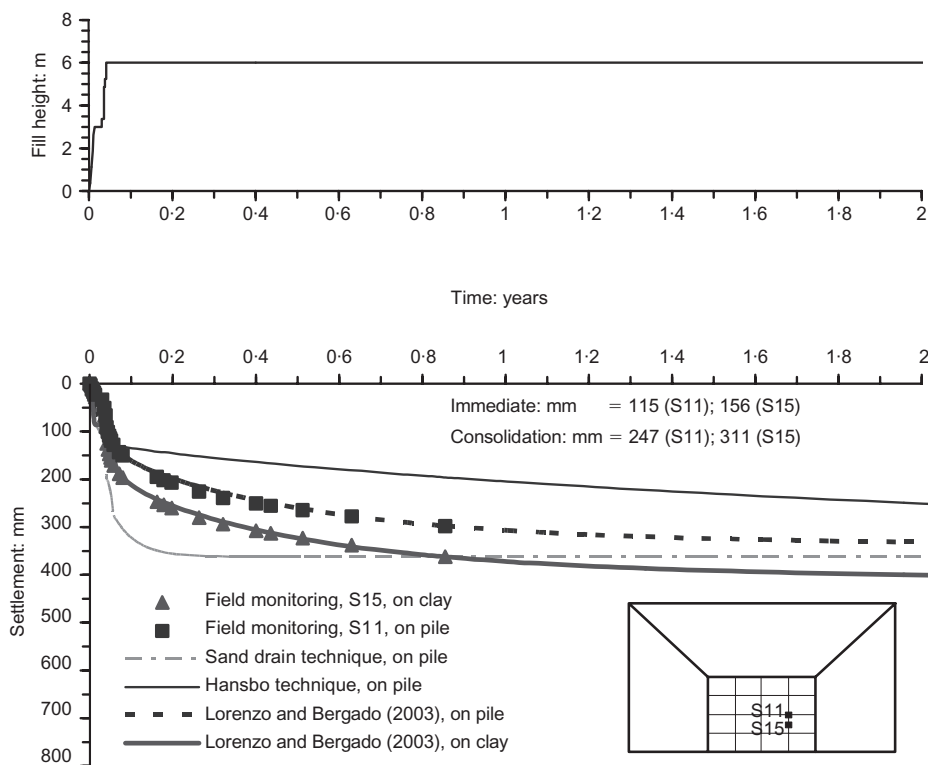 8
6
4
2
0
Fill height: m
0 0·2 0·4 0·6 0·8 1 1·2 1·4 1·6 1·8 2
Time: years
0 0·2 0·4 0·6 0·8 1 1·2 1·4 1·6 1·8 2
0
100
200
300
400
500
600
700
800
Settlement: mm
Immediate: mm = 115 (S11); 156 (S15)
Consolidation: mm = 247 (S11); 311 (S15)
Field monitoring, S15, on clay
Field monitoring, S11, on pile
Sand drain technique, on pile
Hansbo technique, on pile
Lorenzo and Bergado (2003), on pile
Lorenzo and Bergado (2003), on clay
S11
S15